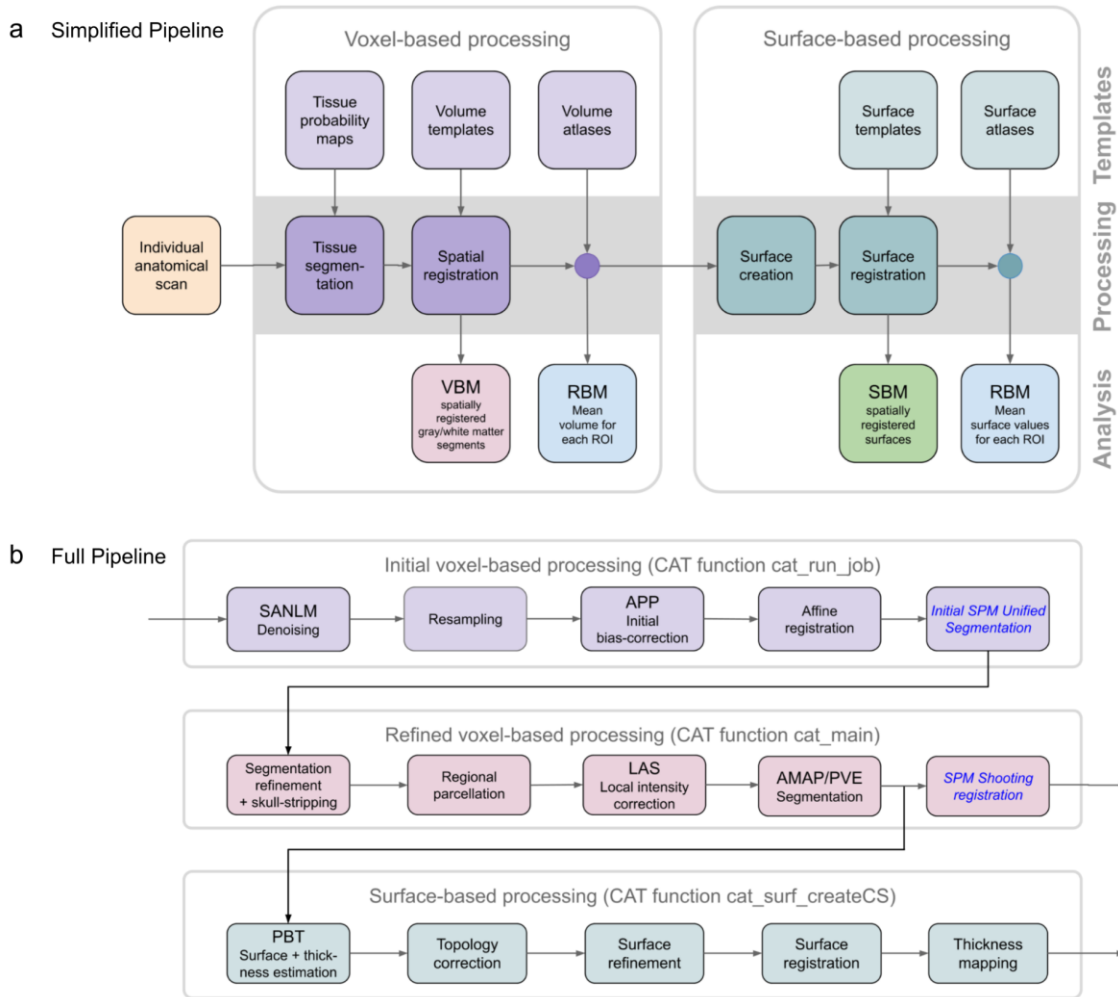 a Simplified Pipeline
Voxel-based processing
Surface-based processing
Tissue
probability
maps
Volume
templates
Volume
atlases
Surface
templates
Surface
atlases
Templates
Individual
anatomical
scan
Tissue
segmen-
tation
Spatial
registration
Surface
creation
Surface
registration
Processing
VBM
spatially
registered
gray/white matter
segments
RBM
Mean
volume for
each ROI
SBM
spatially
registered
surfaces
RBM
Mean
surface values
for each ROI
Analysis
b Full Pipeline
Initial voxel-based processing (CAT function cat_run_job)
SANLM
Denoising
Resampling
APP
Initial
bias-correction
Affine
registration
Initial SPM Unified
Segmentation
Refined voxel-based processing (CAT function cat_main)
Segmentation
refinement
+ skull-stripping
Regional
parcellation
LAS
Local intensity
correction
AMAP/PVE
Segmentation
SPM Shooting
registration
Surface-based processing (CAT function cat_surf_createCS)
PBT
Surface + thick-
ness estimation
Topology
correction
Surface
refinement
Surface
registration
Thickness
mapping